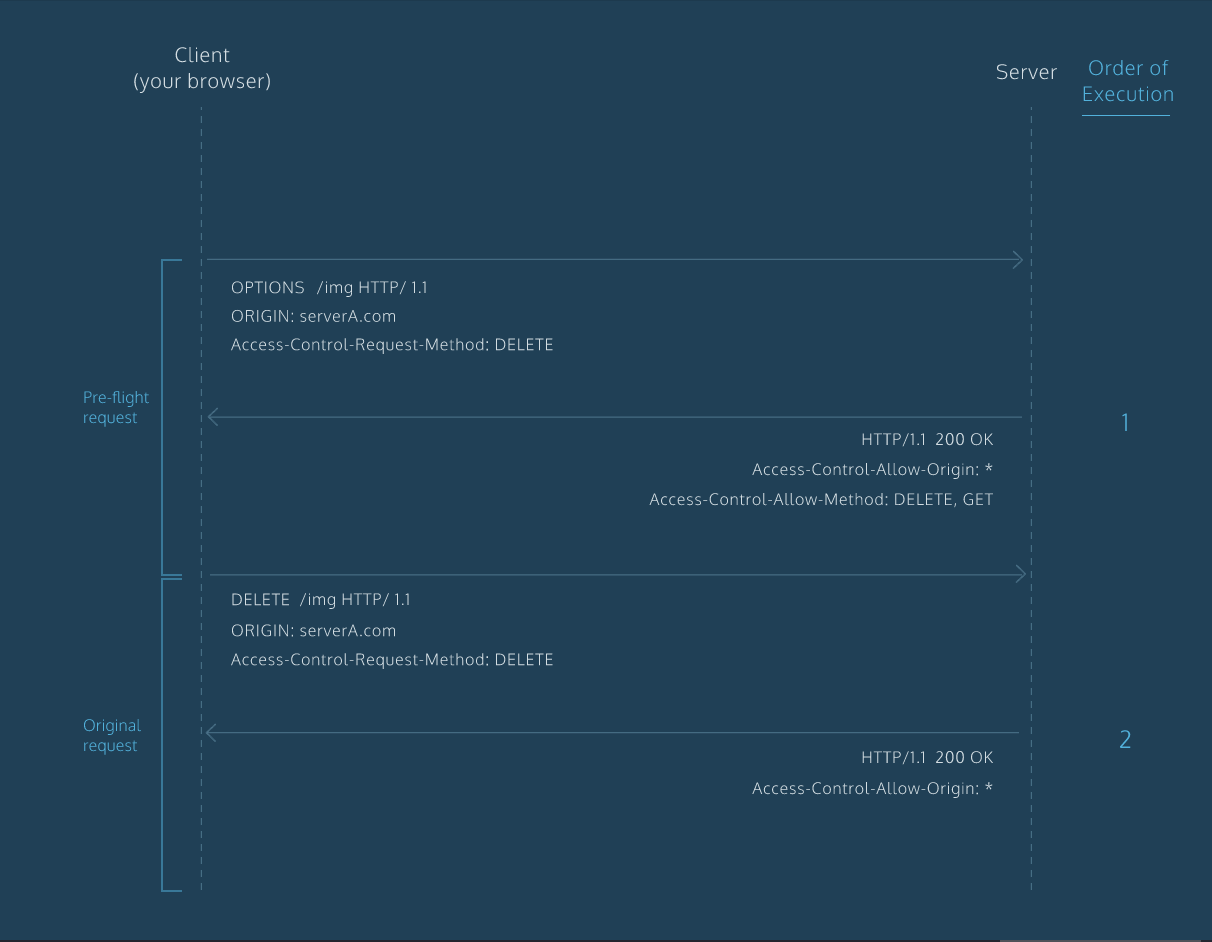 Client
(your browser)
Server
Order of
Execution
OPTIONS /img HTTP/ 1.1
ORIGIN: serverA.com
Access-Control-Request-Method: DELETE
Pre-flight
request
1
HTTP/1.1 200 OK
Access-Control-Allow-Origin: *
Access-Control-Allow-Method: DELETE, GET
DELETE /img HTTP/ 1.1
ORIGIN: serverA.com
Access-Control-Request-Method: DELETE
Original
request
2
HTTP/1.1 200 OK
Access-Control-Allow-Origin: *